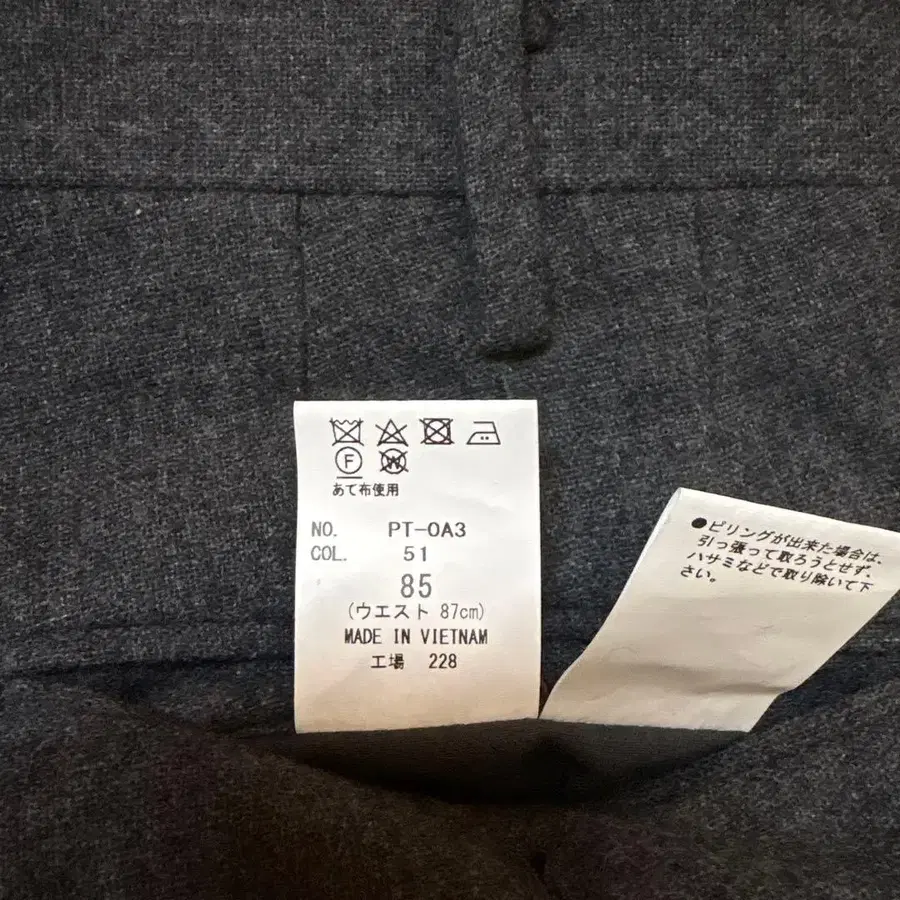 F W
あて布使用
NO. PT-0A3
COL. 51
85
(ウエスト 87cm)
MADE IN VIETNAM
工場 228
●ピリングが出来た場合は、
引っ張って取ろうとせず、
ハサミなどで取り除いて下
さい。